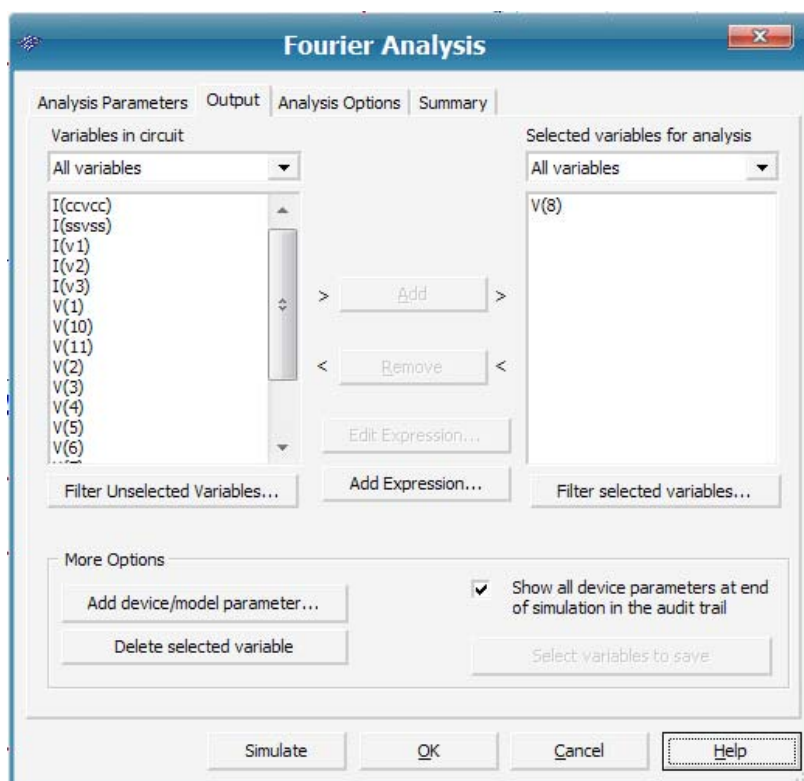 Fourier Analysis
Analysis Parameters Output Analysis Options Summary
Variables in circuit
Selected variables for analysis
All variables
All variables
I(ccvcc)
I(ssvss)
I(v1)
I(v2)
I(v3)
V(1)
V(10)
V(11)
V(2)
V(3)
V(4)
V(5)
V(6)
V(8)
> Add >
< Remove <
Edit Expression...
Add Expression...
Filter Unselected Variables...
Filter selected variables...
More Options
Add device/model parameter...
Delete selected variable
Show all device parameters at end
of simulation in the audit trail
Select variables to save
Simulate OK Cancel Help